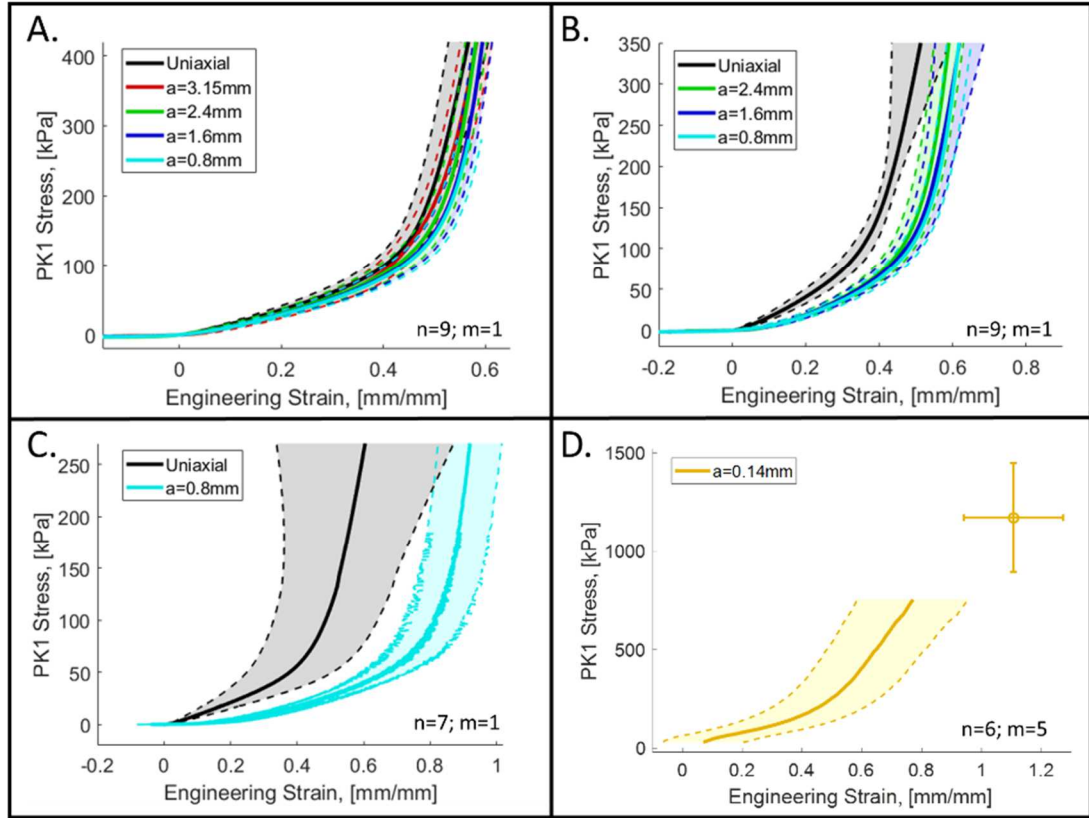 A.
Uniaxial
a=3.15mm
a=2.4mm
a=1.6mm
a=0.8mm
PK1 Stress, [kPa]
400
300
200
100
0
0 0.2 0.4 0.6
Engineering Strain, [mm/mm]
n=9; m=1
B.
Uniaxial
a=2.4mm
a=1.6mm
a=0.8mm
PK1 Stress, [kPa]
350
300
250
200
150
100
50
0
-0.2 0 0.2 0.4 0.6 0.8
Engineering Strain, [mm/mm]
n=9; m=1
C.
Uniaxial
a=0.8mm
PK1 Stress, [kPa]
250
200
150
100
50
0
-0.2 0 0.2 0.4 0.6 0.8 1
Engineering Strain, [mm/mm]
n=7; m=1
D.
a=0.14mm
PK1 Stress, [kPa]
1500
1000
500
0
0 0.2 0.4 0.6 0.8 1 1.2
Engineering Strain, [mm/mm]
n=6; m=5